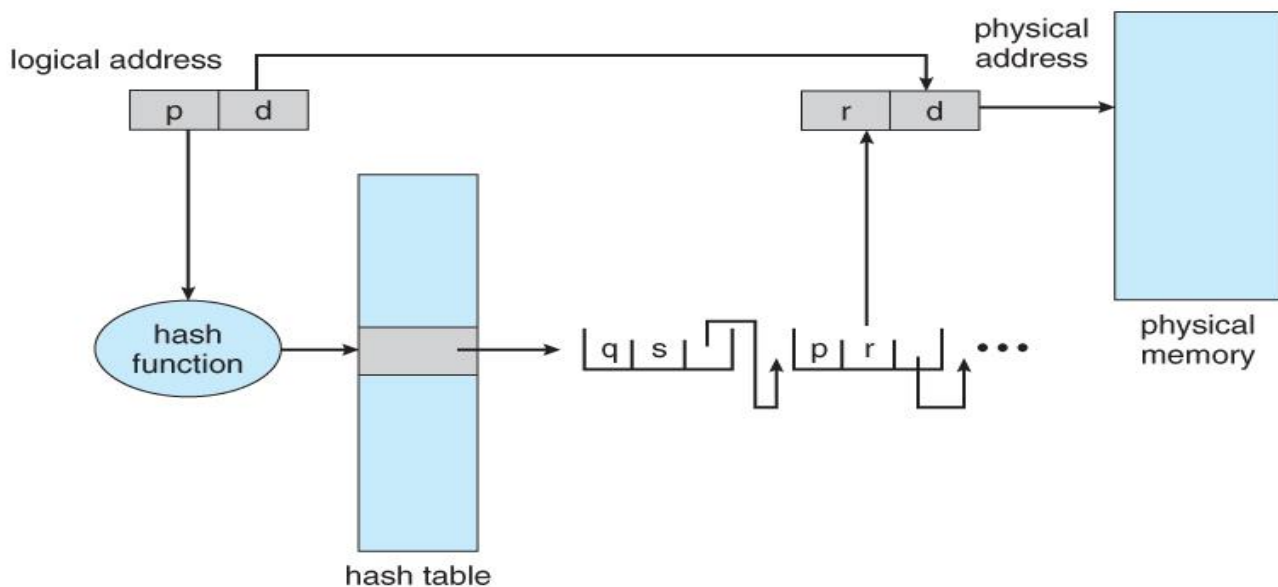 logical address
p d
hash
function
hash table
q s
p r
•••
r d
physical
address
physical
memory